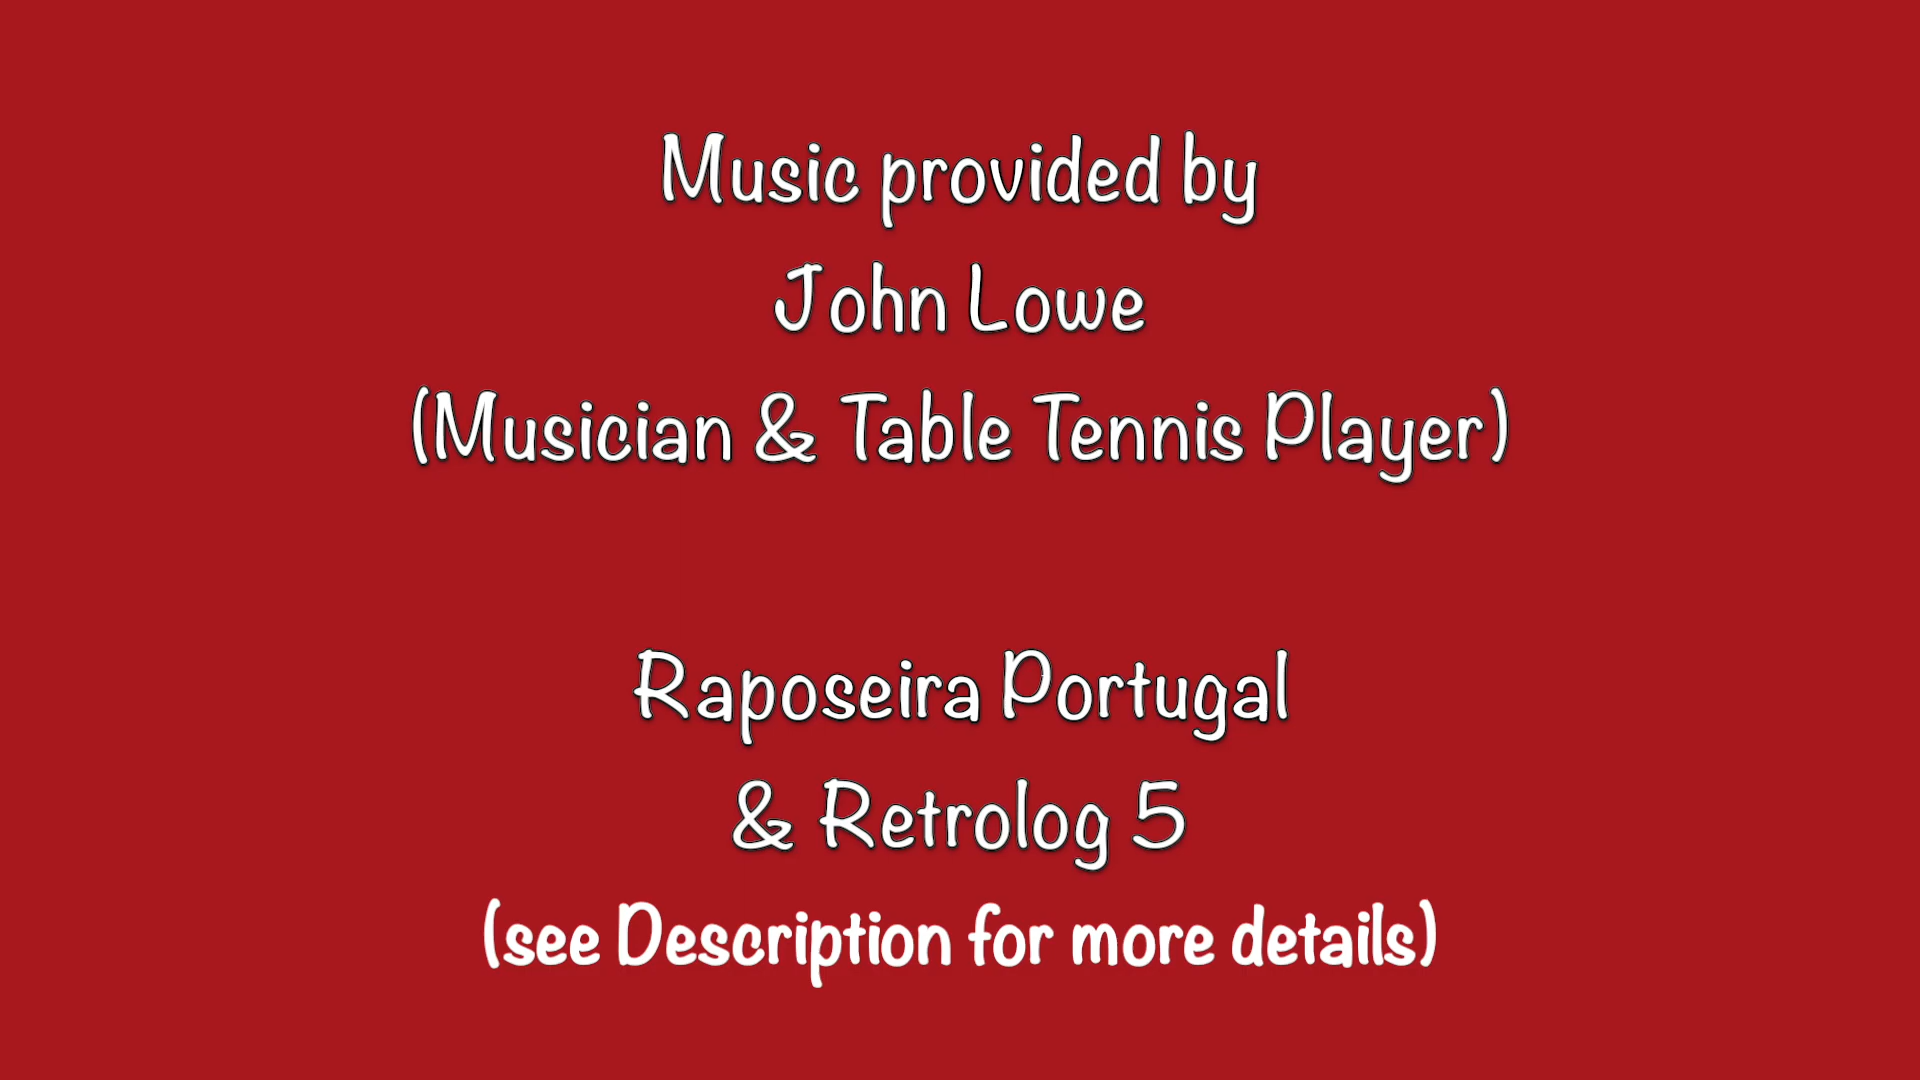 Music provided by
John Lowe
(Musician & Table Tennis Player)
Raposeira Portugal
& Retrolog 5
(see Description for more details)